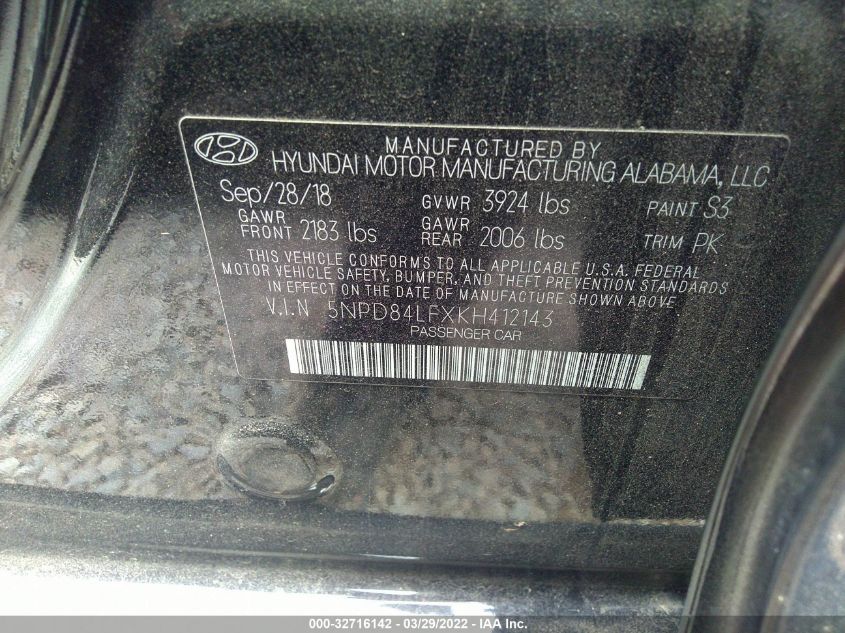 MANUFACTURED BY
HYUNDAI MOTOR MANUFACTURING ALABAMA, LLC
Sep/28/18 GVWR 3924 lbs PAINT S3
GAWR FRONT 2183 lbs GAWR REAR 2006 lbs TRIM PK
THIS VEHICLE CONFORMS TO ALL APPLICABLE U.S.A. FEDERAL
MOTOR VEHICLE SAFETY, BUMPER, AND THEFT PREVENTION STANDARDS
IN EFFECT ON THE DATE OF MANUFACTURE SHOWN ABOVE.
V.I.N 5NPD84LFXKH412143
PASSENGER CAR
000-32716142 - 03/29/2022 - © IAA Inc.